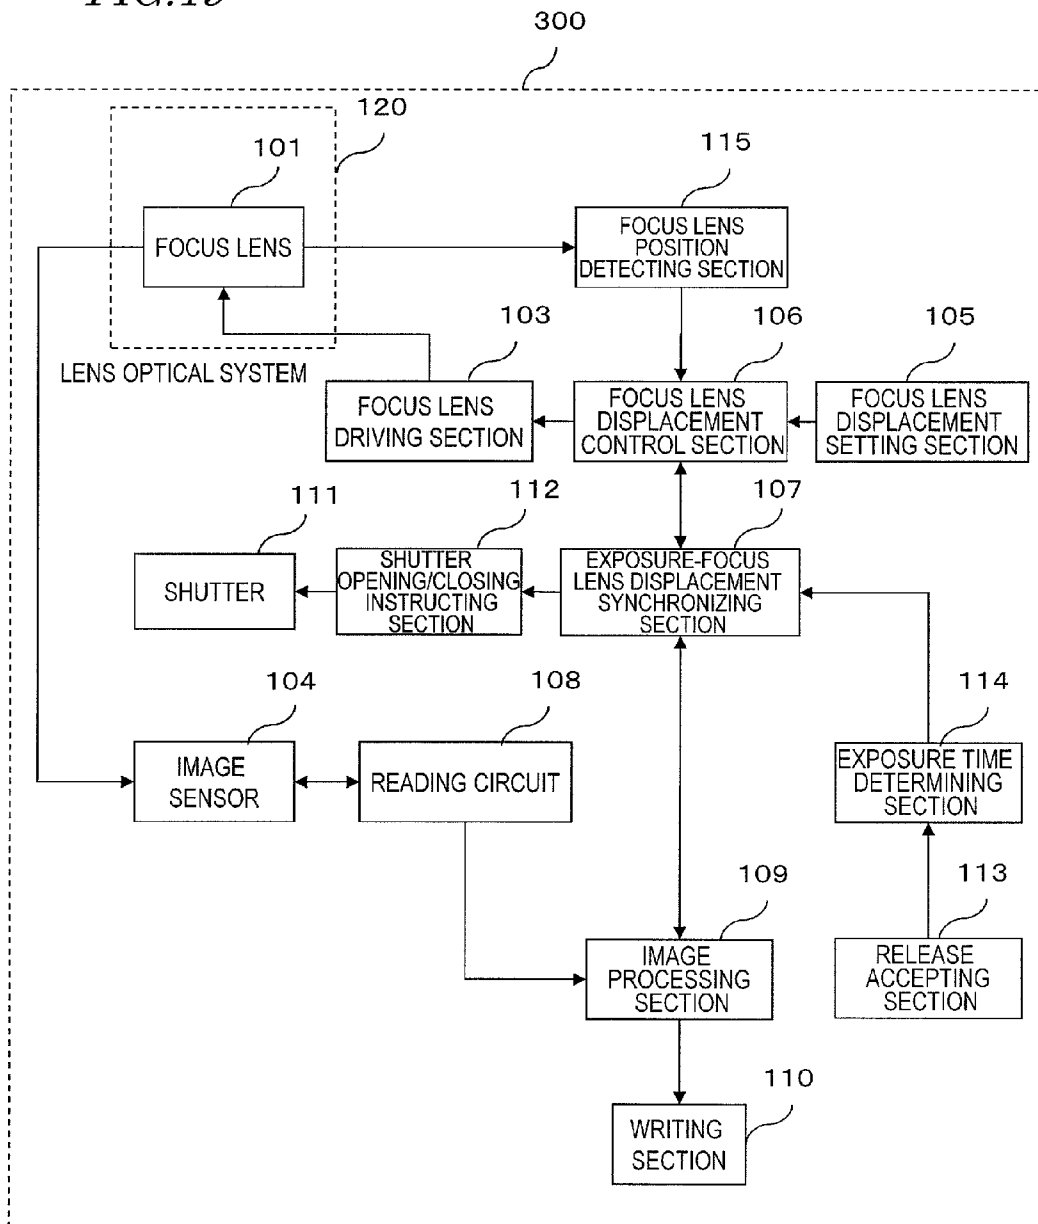 300
120
101
115
FOCUS LENS
FOCUS LENS
POSITION
DETECTING SECTION
103
106
105
LENS OPTICAL SYSTEM
FOCUS LENS
DRIVING SECTION
FOCUS LENS
DISPLACEMENT
CONTROL SECTION
FOCUS LENS
DISPLACEMENT
SETTING SECTION
111
112
107
SHUTTER
SHUTTER
OPENING/CLOSING
INSTRUCTING
SECTION
EXPOSURE-FOCUS
LENS DISPLACEMENT
SYNCHRONIZING
SECTION
104
108
114
IMAGE
SENSOR
READING CIRCUIT
EXPOSURE TIME
DETERMINING
SECTION
109
113
IMAGE
PROCESSING
SECTION
RELEASE
ACCEPTING
SECTION
110
WRITING
SECTION